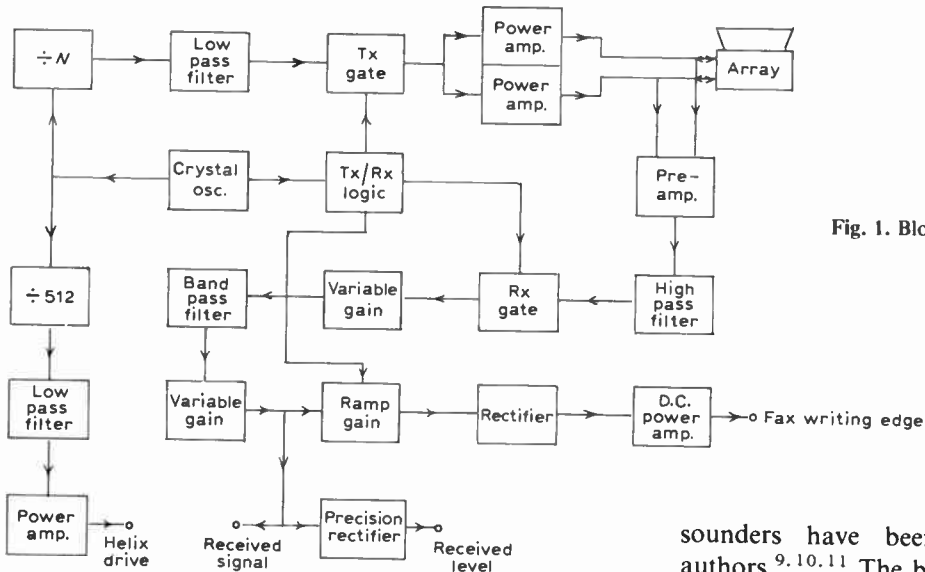 ÷N
Low
pass
filter
Tx
gate
Power
amp.
Power
amp.
Array
Crystal
osc.
Tx/Rx
logic
Pre-
amp.
Fig. 1. Blo
÷512
Band
pass
filter
Variable
gain
Rx
gate
High
pass
filter
Low
pass
filter
Variable
gain
Ramp
gain
Rectifier
D.C.
power
amp.
Fax writing edge
Power
amp.
Helix
drive
Received
signal
Precision
rectifier
Received
level
sounders have been
authors.9,10,11 The b